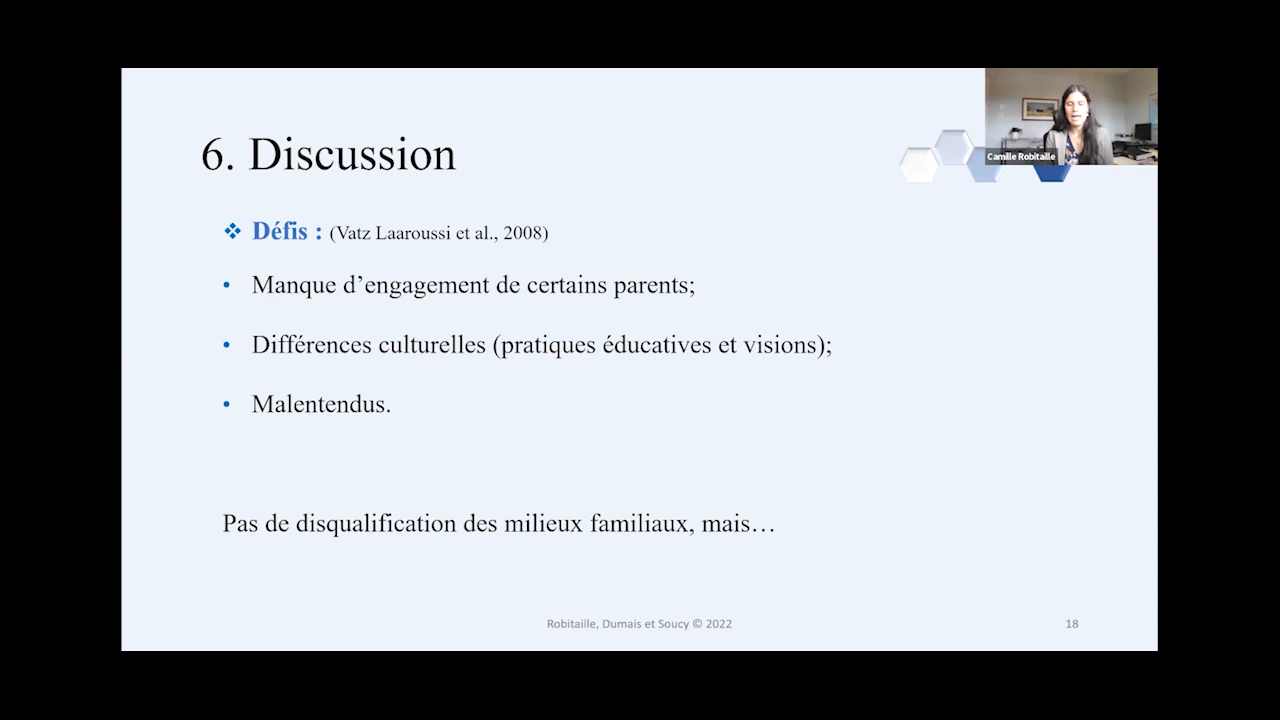 6. Discussion
Camille Robitaille
❖ Défis : (Vatz Laaroussi et al., 2008)
• Manque d’engagement de certains parents;
• Différences culturelles (pratiques éducatives et visions);
• Malentendus.
Pas de disqualification des milieux familiaux, mais…
Robitaille, Dumais et Soucy © 2022
18